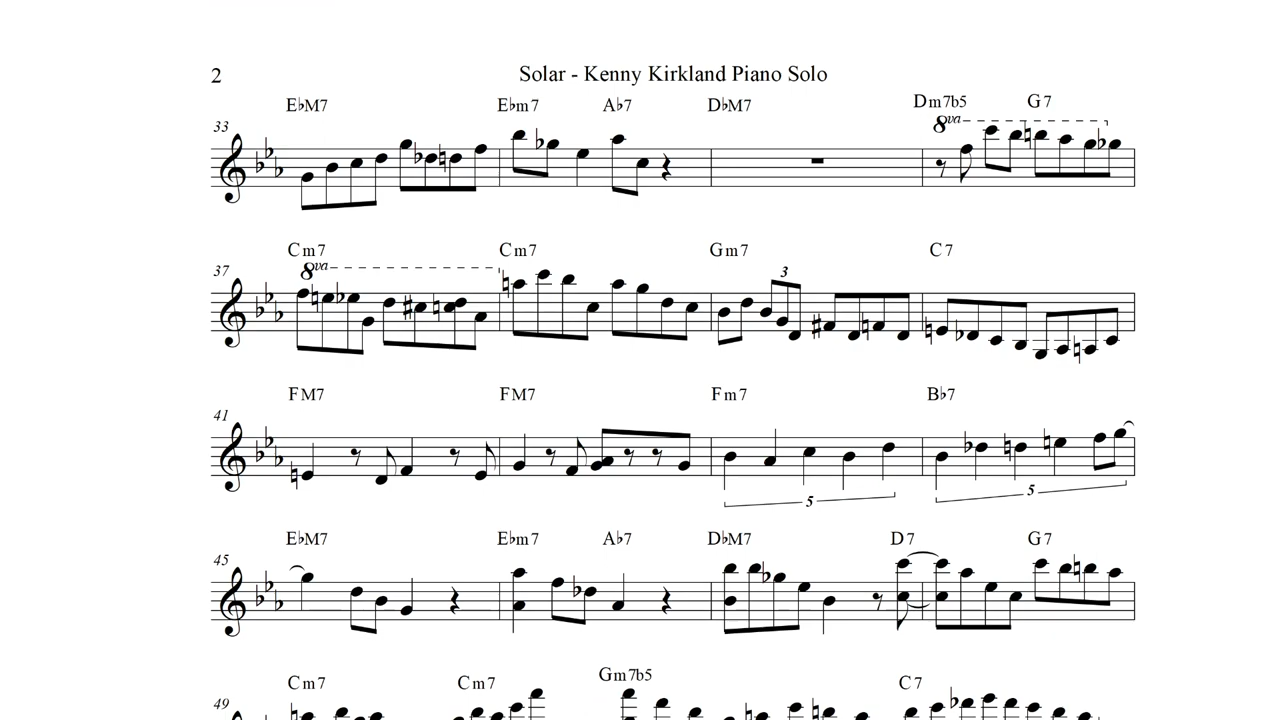 2 Solar - Kenny Kirkland Piano Solo
E♭M7 E♭m7 A♭7 D♭M7 Dm7b5 G7
33 8va
Cm7 Cm7 Gm7 C7
37 8va 3
FM7 FM7 Fm7 B♭7
41
5 5
E♭M7 E♭m7 A♭7 D♭M7 D7 G7
45
Cm7 Cm7 Gm7b5 C7
49